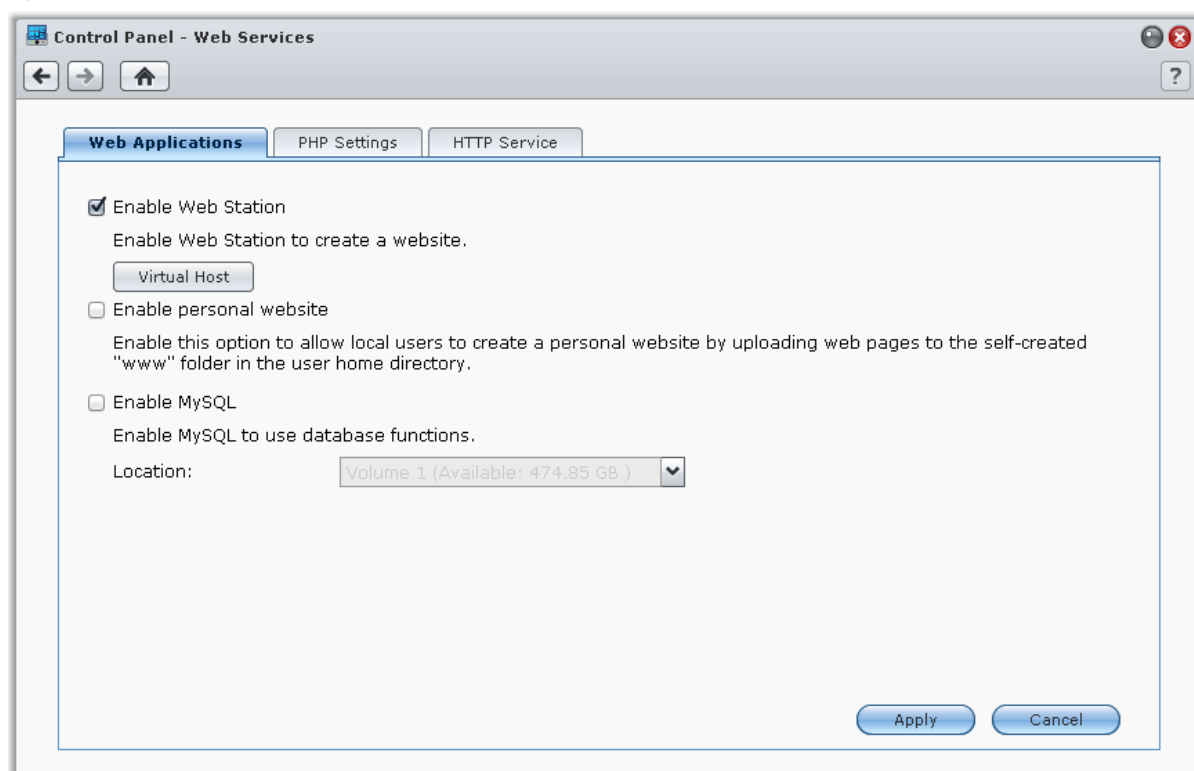 Control Panel - Web Services
?
Web Applications
PHP Settings
HTTP Service
Enable Web Station
Enable Web Station to create a website.
Virtual Host
Enable personal website
Enable this option to allow local users to create a personal website by uploading web pages to the self-created
"www" folder in the user home directory.
Enable MySQL
Enable MySQL to use database functions.
Location:
Volume 1 (Available: 474.85 GB )
Apply
Cancel